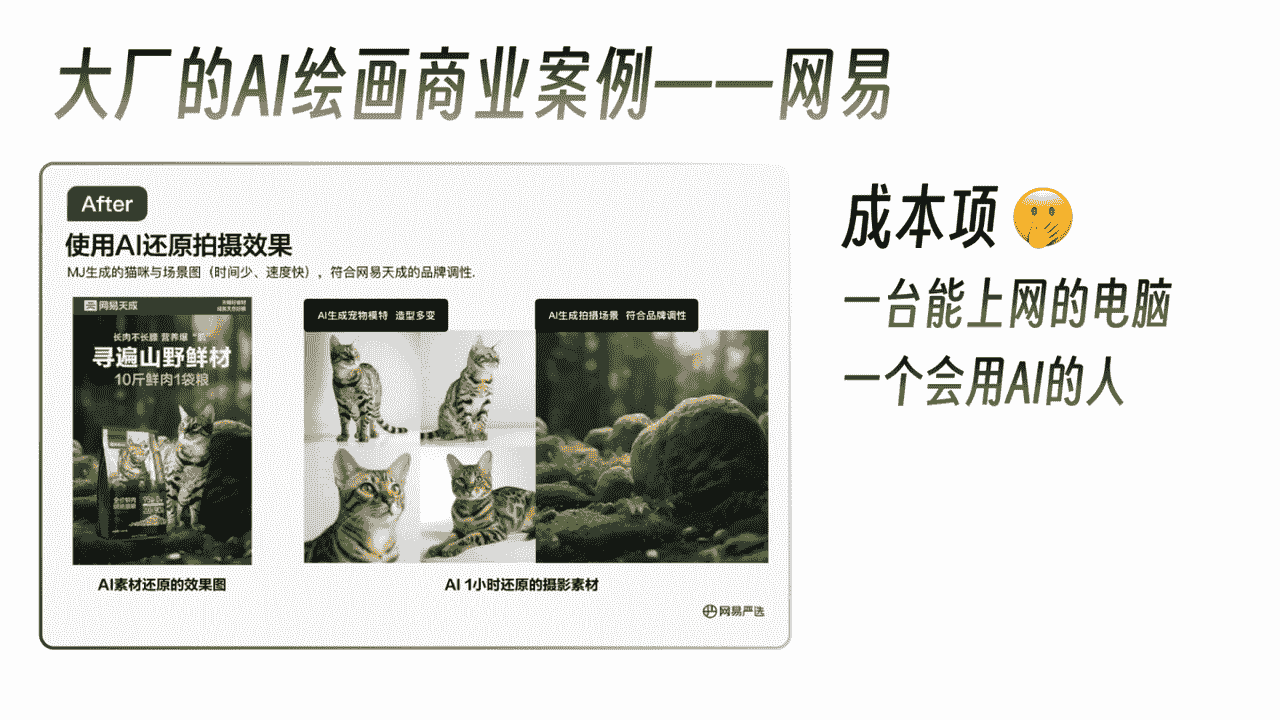 大厂的AI绘画商业案例——网易
After
使用AI还原拍摄效果
MJ生成的猫咪与场景图（时间少、速度快），符合网易天成的品牌调性.
网易天成
长肉不长膘 营养爆
寻遍山野鲜材
10斤鲜肉1袋粮
AI生成宠物模特 造型多变
AI生成拍摄场景 符合品牌调性
AI素材还原的效果图
AI 1小时还原的摄影素材
网易严选
成本项
一台能上网的电脑
一个会用AI的人